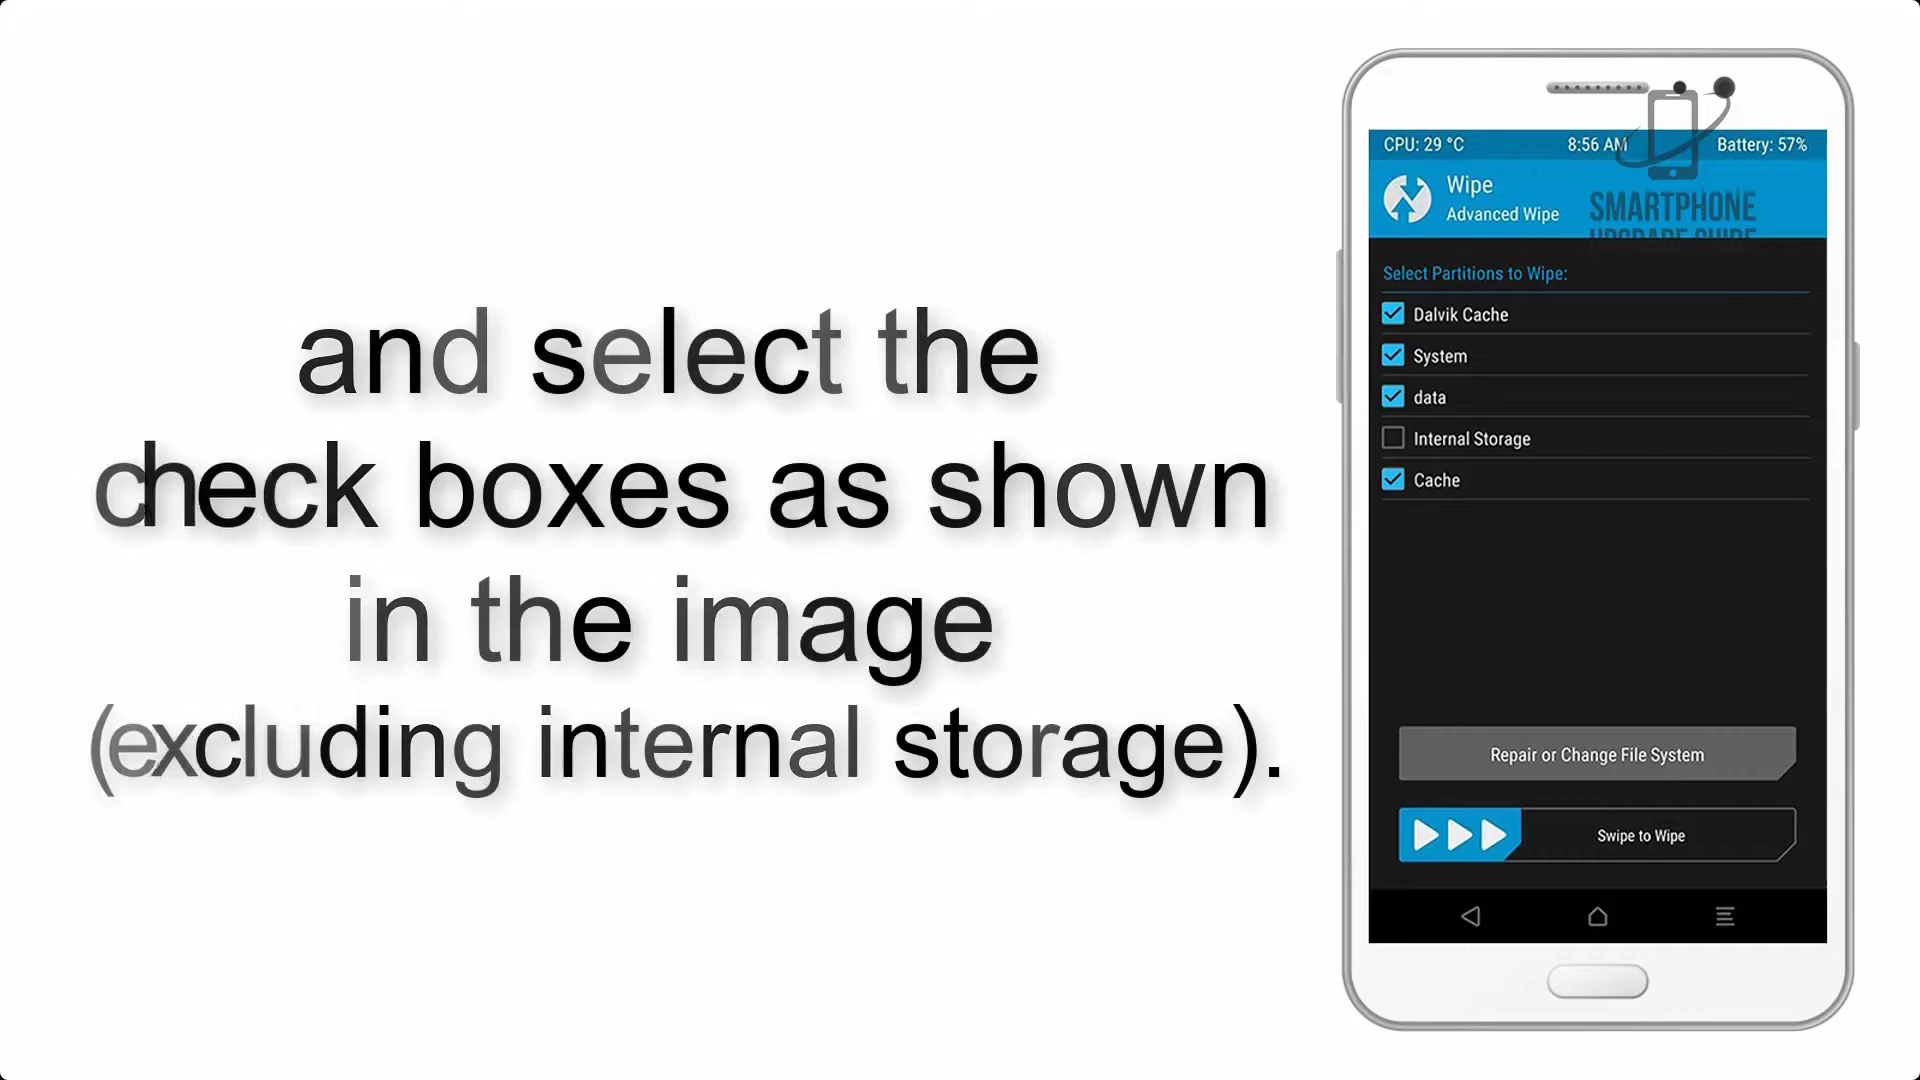 and select the
check boxes as shown
in the image
(excluding internal storage).
CPU: 29 °C 8:56 AM Battery: 57%
Wipe
Advanced Wipe
SMARTPHONE
UPGRADE GUIDE
Select Partitions to Wipe:
Dalvik Cache
System
data
Internal Storage
Cache
Repair or Change File System
Swipe to Wipe